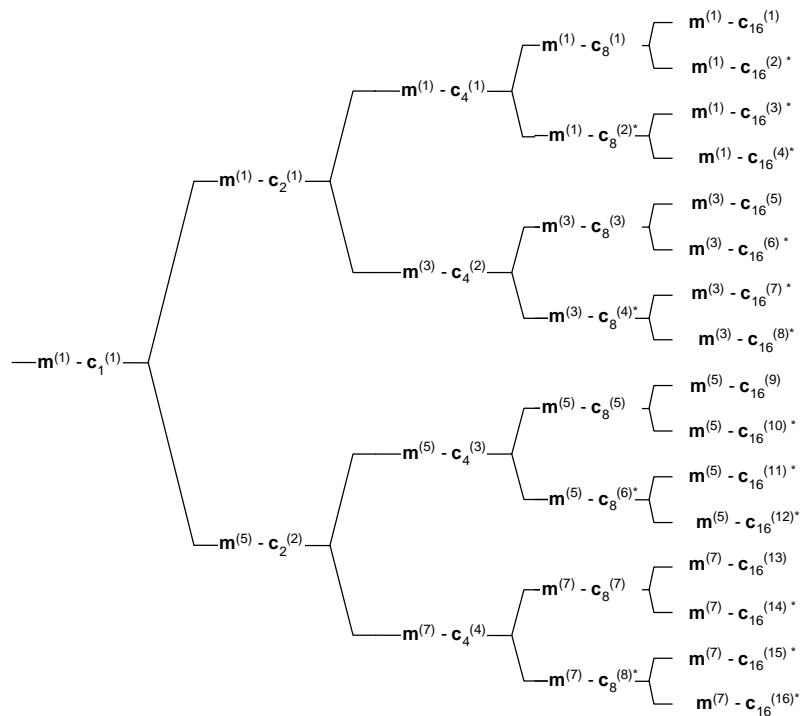 m(1) - c16(1)
m(1) - c8(1)
m(1) - c16(2) *
m(1) - c4(1)
m(1) - c16(3) *
m(1) - c8(2)*
m(1) - c16(4)*
m(1) - c2(1)
m(3) - c16(5)
m(3) - c8(3)
m(3) - c16(6) *
m(3) - c4(2)
m(3) - c16(7) *
m(3) - c8(4)*
m(3) - c16(8)*
m(1) - c1(1)
m(5) - c16(9)
m(5) - c8(5)
m(5) - c16(10) *
m(5) - c4(3)
m(5) - c16(11) *
m(5) - c8(6)*
m(5) - c16(12)*
m(5) - c2(2)
m(7) - c16(13)
m(7) - c8(7)
m(7) - c16(14) *
m(7) - c4(4)
m(7) - c16(15) *
m(7) - c8(8)*
m(7) - c16(16)*